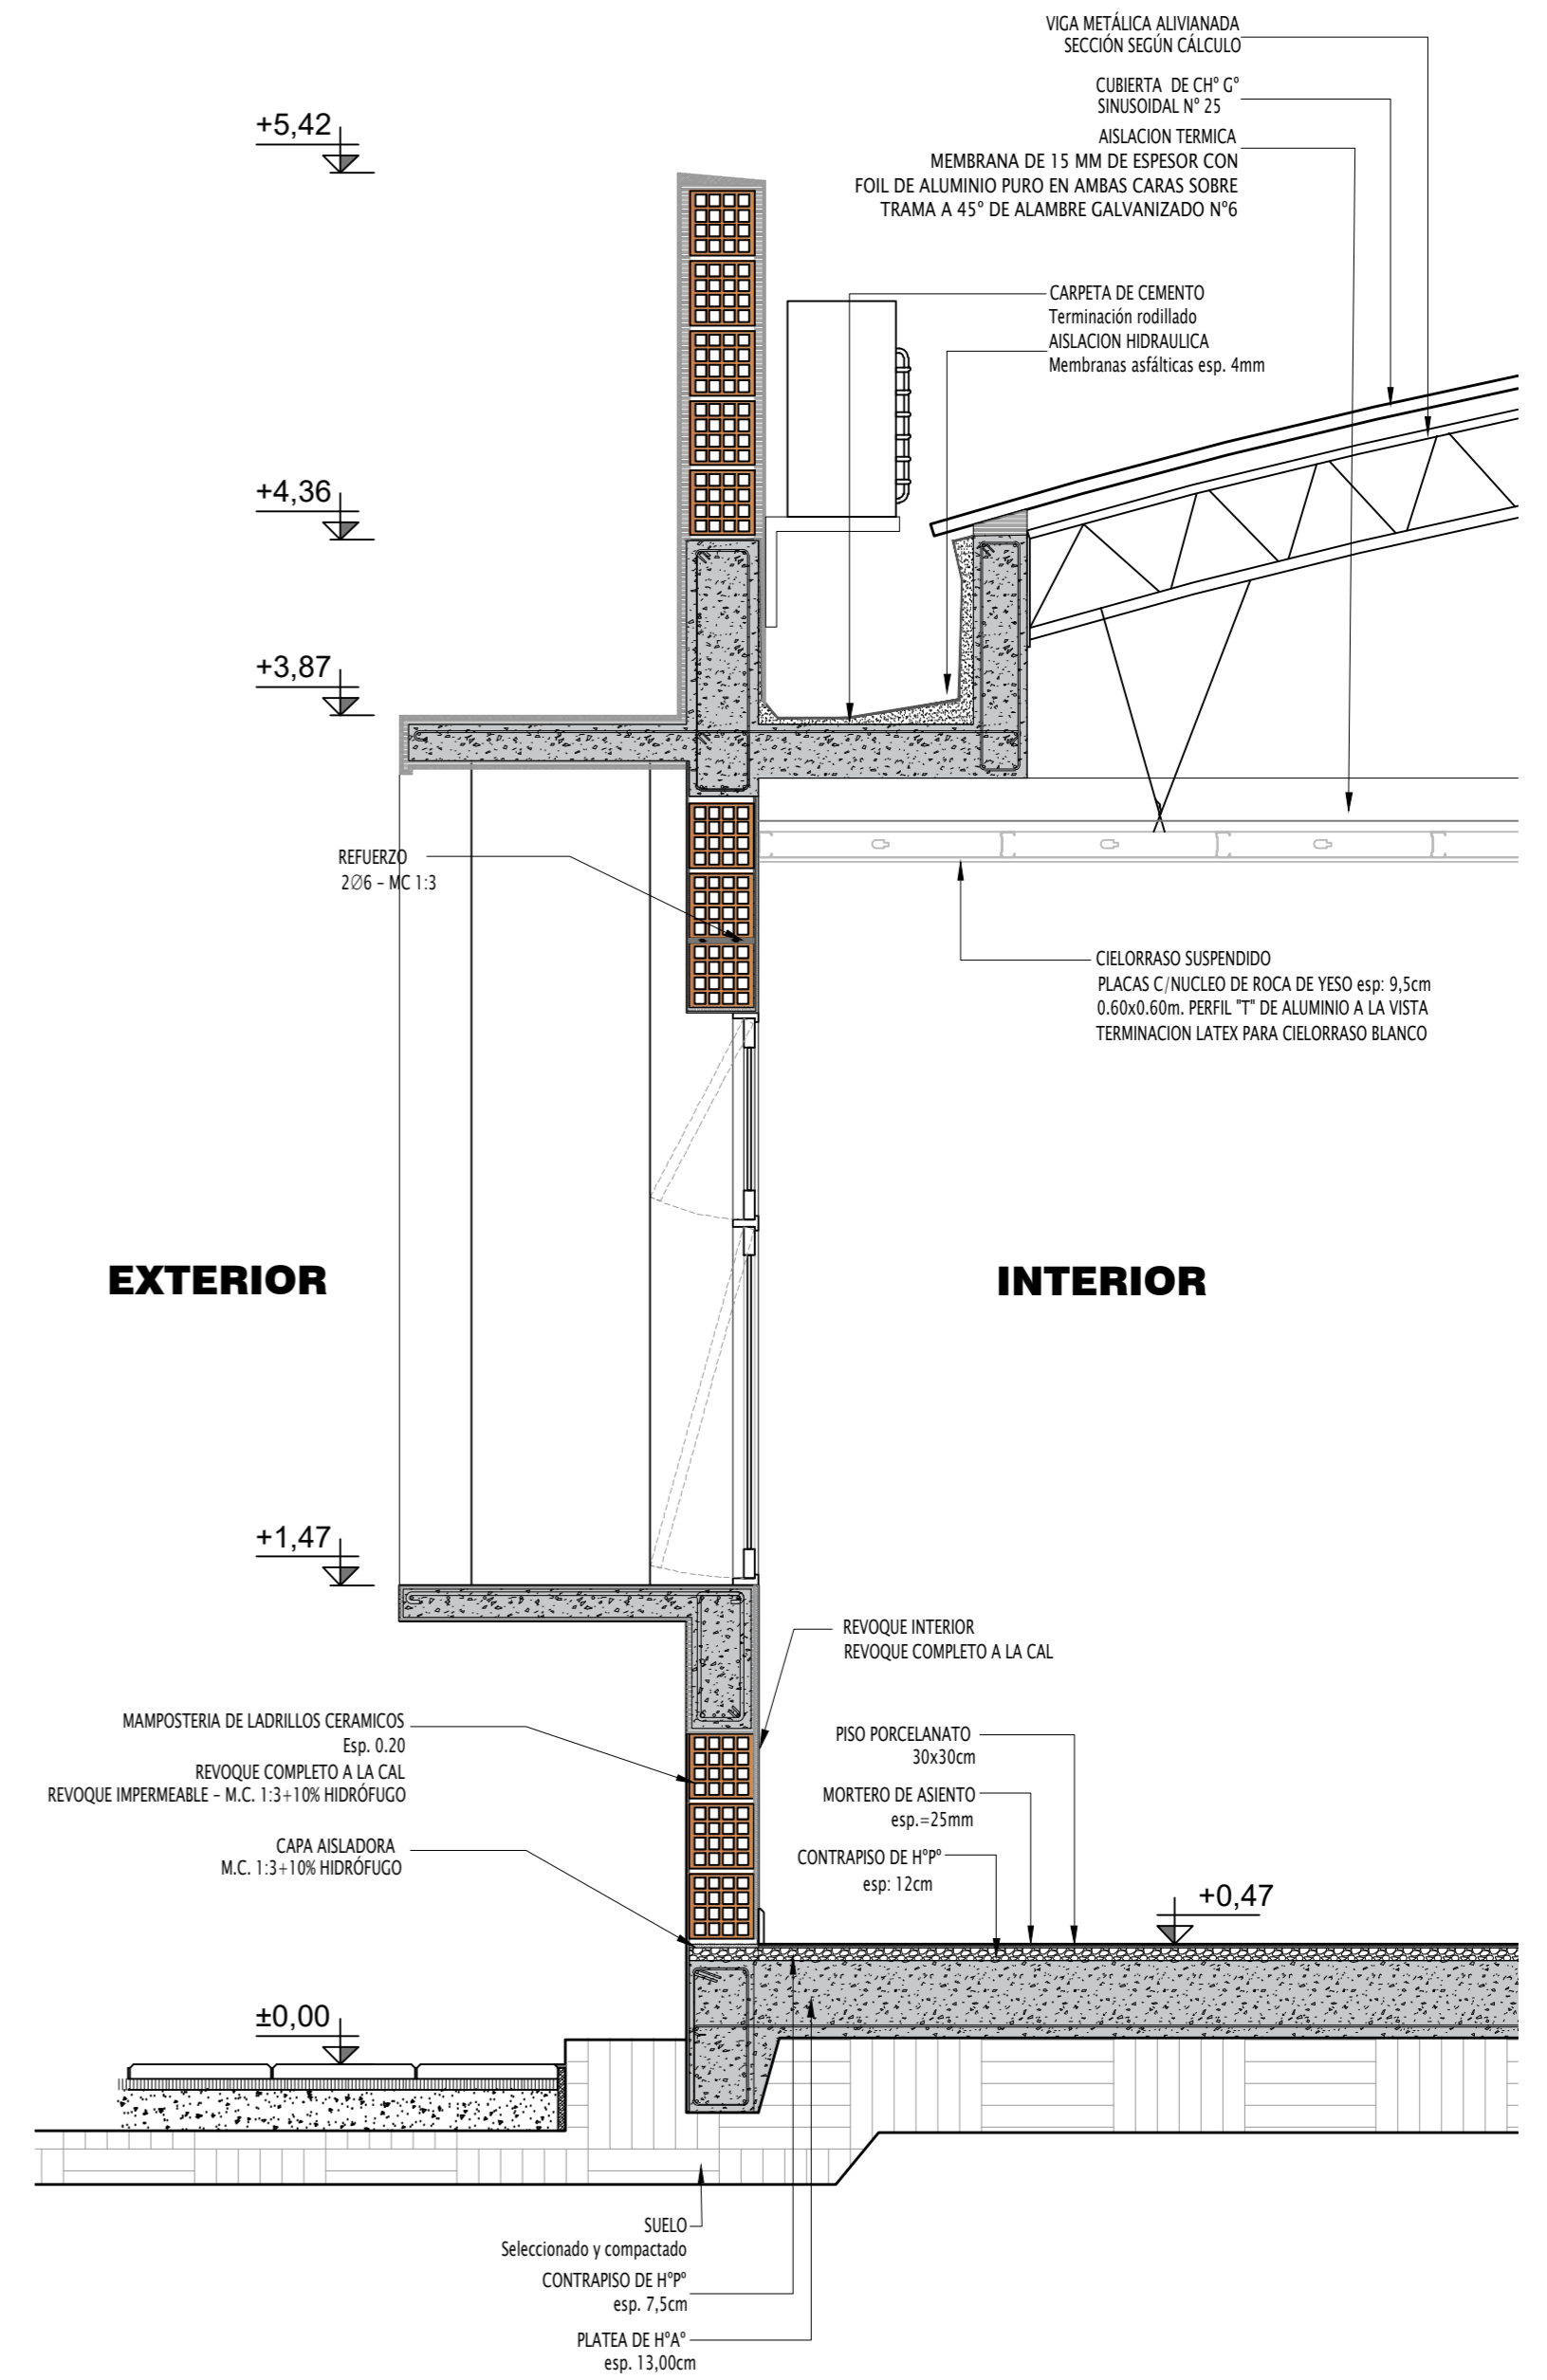 VIGA METÁLICA ALIVIANADA
SECCIÓN SEGÚN CÁLCULO
CUBIERTA DE CHº Gº
SINUSOIDAL Nº 25
+5,42
AISLACION TERMICA
MEMBRANA DE 15 MM DE ESPESOR CON
FOIL DE ALUMINIO PURO EN AMBAS CARAS SOBRE
TRAMA A 45º DE ALAMBRE GALVANIZADO Nº6
CARPETA DE CEMENTO
Terminación rodillado
AISLACION HIDRAULICA
Membranas asfálticas esp. 4mm
+4,36
+3,87
REFUERZO
2Ø6 - MC 1:3
CIELORRASO SUSPENDIDO
PLACAS C/NUCLEO DE ROCA DE YESO esp: 9,5cm
0.60x0.60m. PERFIL "T" DE ALUMINIO A LA VISTA
TERMINACION LATEX PARA CIELORRASO BLANCO
EXTERIOR
INTERIOR
+1,47
REVOQUE INTERIOR
REVOQUE COMPLETO A LA CAL
MAMPOSTERIA DE LADRILLOS CERAMICOS
Esp. 0.20
REVOQUE COMPLETO A LA CAL
REVOQUE IMPERMEABLE - M.C. 1:3+10% HIDRÓFUGO
PISO PORCELANATO
30x30cm
MORTERO DE ASIENTO
esp.=25mm
CAPA AISLADORA
M.C. 1:3+10% HIDRÓFUGO
CONTRAPISO DE HºPº
esp: 12cm
+0,47
±0,00
SUELO
Seleccionado y compactado
CONTRAPISO DE HºPº
esp. 7,5cm
PLATEA DE HºAº
esp. 13,00cm